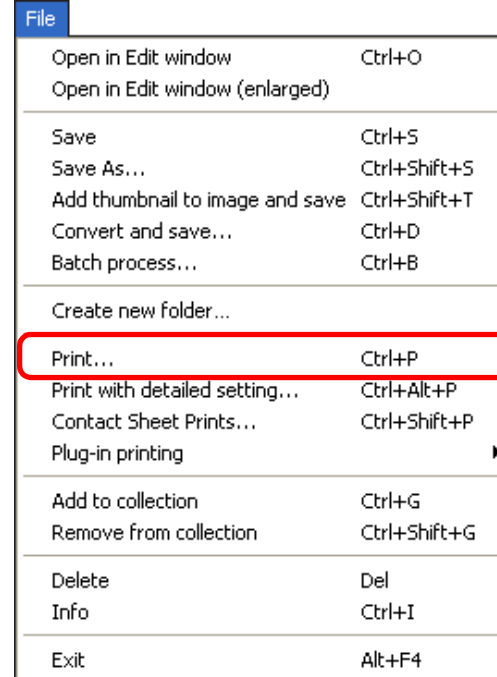 File
Open in Edit window Ctrl+O
Open in Edit window (enlarged)
Save Ctrl+S
Save As... Ctrl+Shift+S
Add thumbnail to image and save Ctrl+Shift+T
Convert and save... Ctrl+D
Batch process... Ctrl+B
Create new folder...
Print... Ctrl+P
Print with detailed setting... Ctrl+Alt+P
Contact Sheet Prints... Ctrl+Shift+P
Plug-in printing
Add to collection Ctrl+G
Remove from collection Ctrl+Shift+G
Delete Del
Info Ctrl+I
Exit Alt+F4